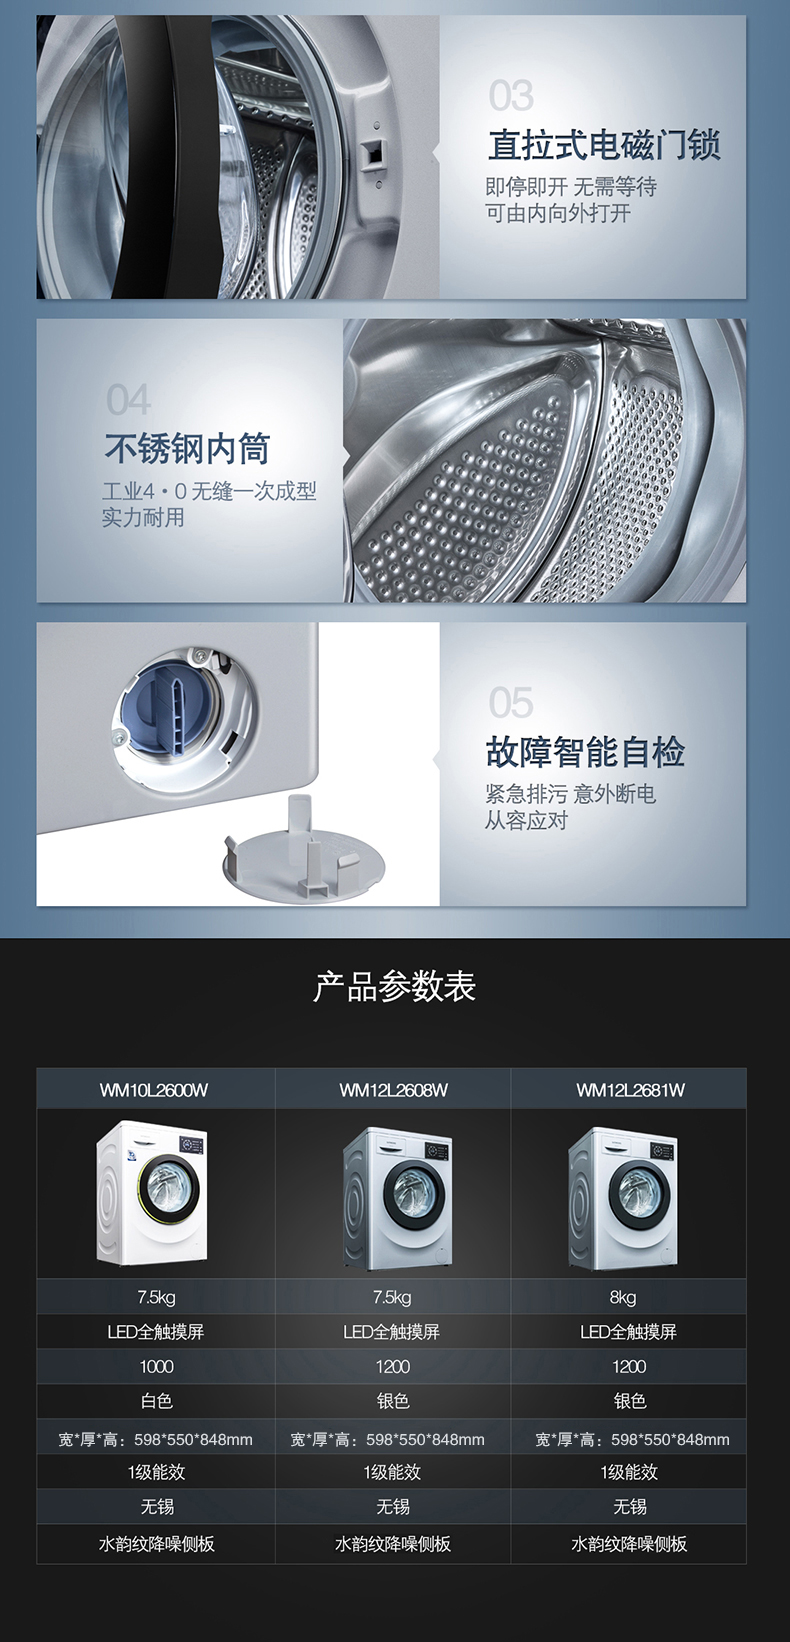 03
直拉式电磁门锁
即停即开 无需等待
可由内向外打开
04
不锈钢内筒
工业4·0 无缝一次成型
实力耐用
05
故障智能自检
紧急排污 意外断电
从容应对
产品参数表
WM10L2600W WM12L2608W WM12L2681W
7.5kg 7.5kg 8kg
LED全触摸屏 LED全触摸屏 LED全触摸屏
1000 1200 1200
白色 银色 银色
宽*厚*高：598*550*848mm 宽*厚*高：598*550*848mm 宽*厚*高：598*550*848mm
1级能效 1级能效 1级能效
无锡 无锡 无锡
水韵纹降噪侧板 水韵纹降噪侧板 水韵纹降噪侧板